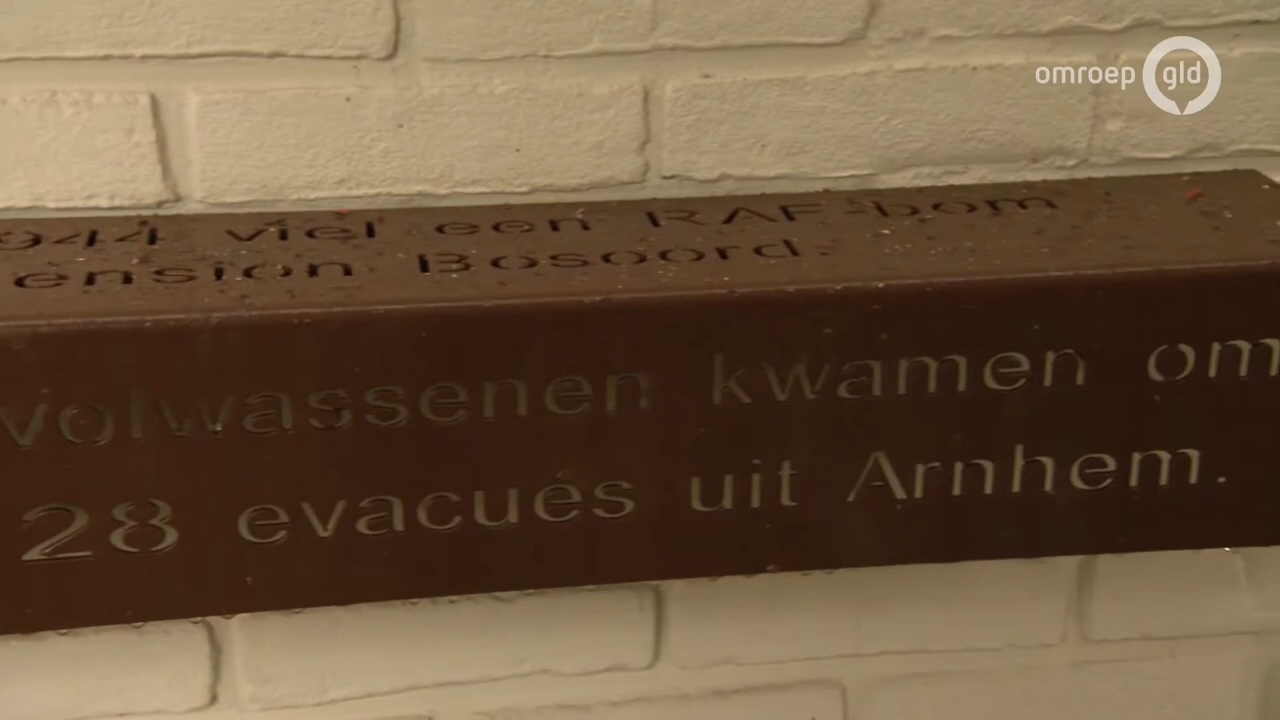 omroep gld
944 viel een RAF-bom
ension Bosoord.
volwassenen kwamen om
28 evacués uit Arnhem.